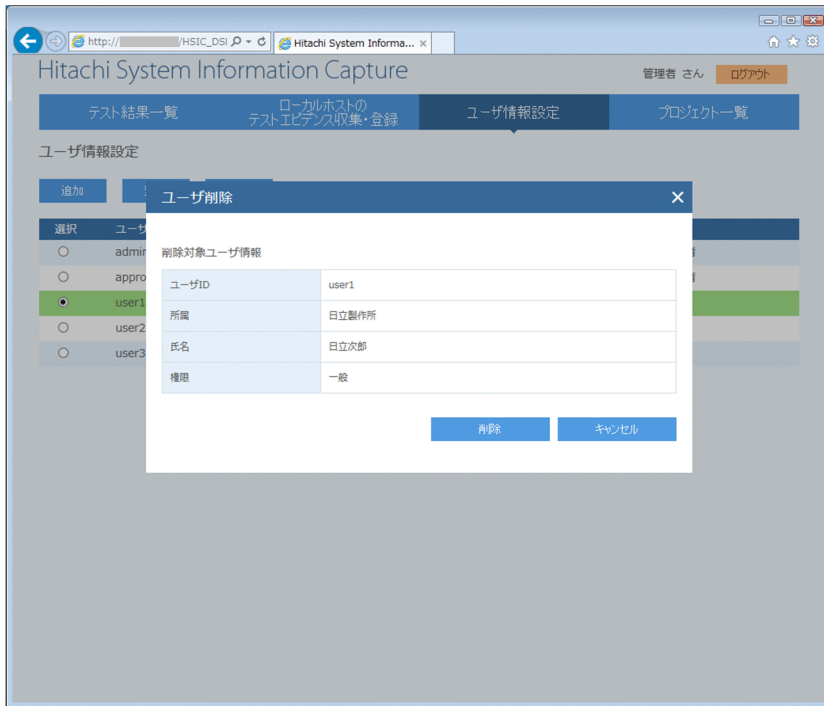 http:// /HSIC_DSI
Hitachi System Informa...
Hitachi System Information Capture
管理者 さん
ログアウト
テスト結果一覧
ローカルホストの
テストエビデンス収集・登録
ユーザ情報設定
プロジェクト一覧
ユーザ情報設定
追加
ユーザ削除
選択
ユーザ
admin
削除対象ユーザ情報
appro
ユーザID
user1
user1
所属
日立製作所
user2
氏名
日立次郎
user3
権限
一般
削除
キャンセル